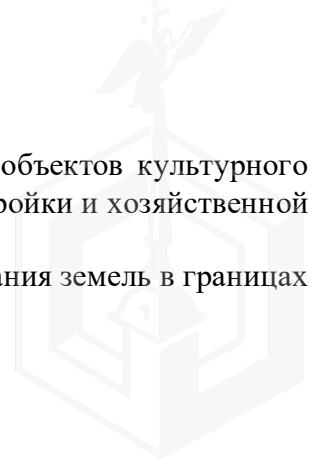 объектов культурного
ройки и хозяйственной
ания земель в границах